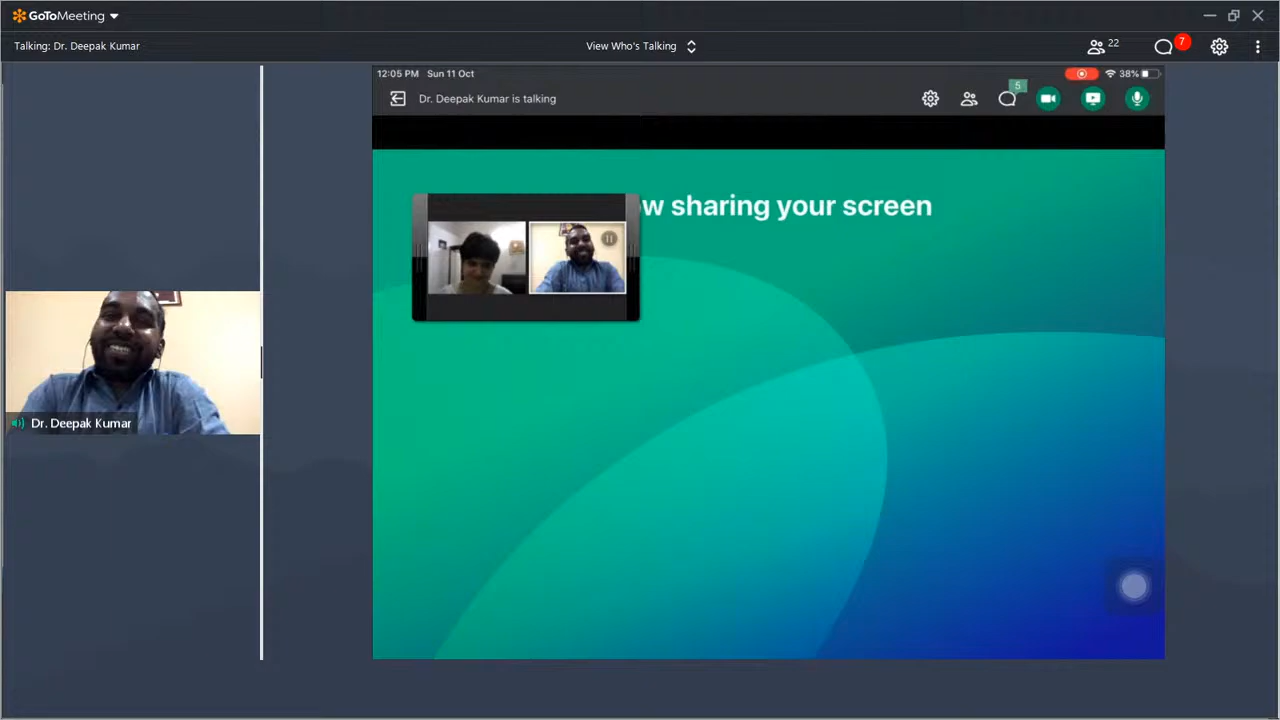 GoToMeeting
Talking: Dr. Deepak Kumar
View Who's Talking
22
7
12:05 PM Sun 11 Oct
38%
Dr. Deepak Kumar is talking
5
w sharing your screen
Dr. Deepak Kumar